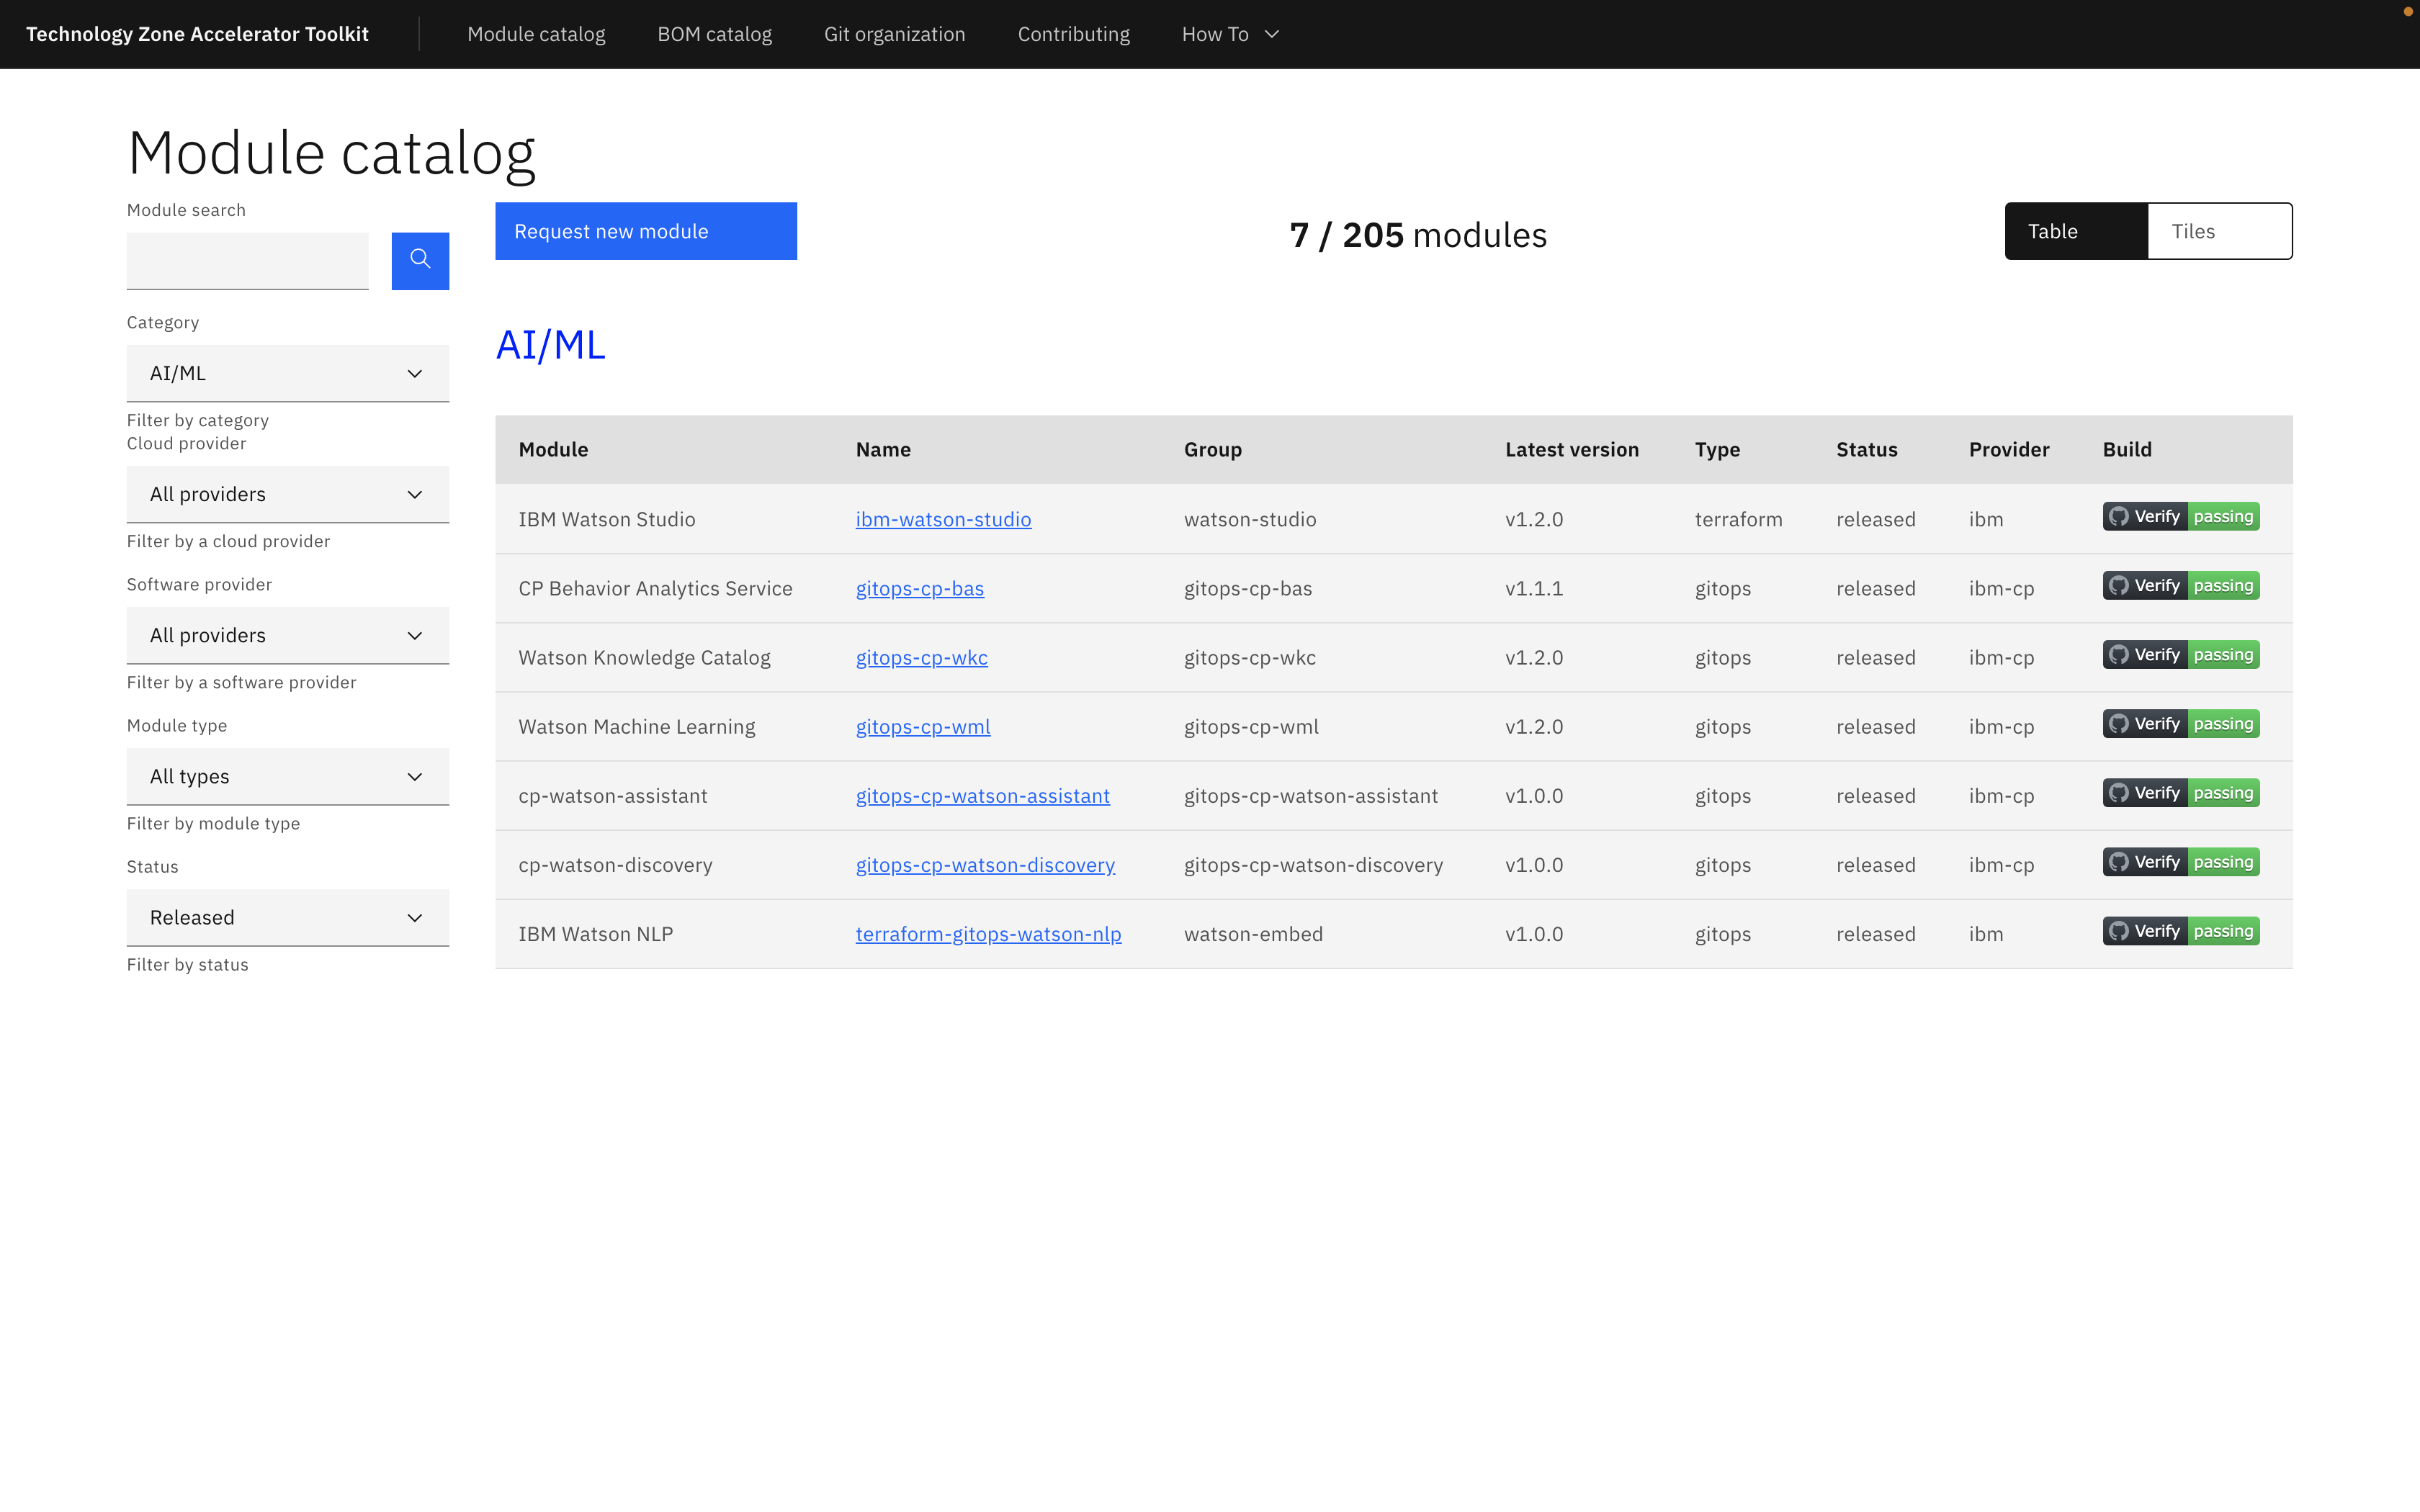 Technology Zone Accelerator Toolkit Module catalog BOM catalog Git organization Contributing How To
Module catalog
Module search
Request new module
7 / 205 modules
Table Tiles
Category
AI/ML
Filter by category
Cloud provider
All providers
Filter by a cloud provider
Software provider
All providers
Filter by a software provider
Module type
All types
Filter by module type
Status
Released
Filter by status
AI/ML
Module Name Group Latest version Type Status Provider Build
IBM Watson Studio ibm-watson-studio watson-studio v1.2.0 terraform released ibm Verify passing
CP Behavior Analytics Service gitops-cp-bas gitops-cp-bas v1.1.1 gitops released ibm-cp Verify passing
Watson Knowledge Catalog gitops-cp-wkc gitops-cp-wkc v1.2.0 gitops released ibm-cp Verify passing
Watson Machine Learning gitops-cp-wml gitops-cp-wml v1.2.0 gitops released ibm-cp Verify passing
cp-watson-assistant gitops-cp-watson-assistant gitops-cp-watson-assistant v1.0.0 gitops released ibm-cp Verify passing
cp-watson-discovery gitops-cp-watson-discovery gitops-cp-watson-discovery v1.0.0 gitops released ibm-cp Verify passing
IBM Watson NLP terraform-gitops-watson-nlp watson-embed v1.0.0 gitops released ibm Verify passing